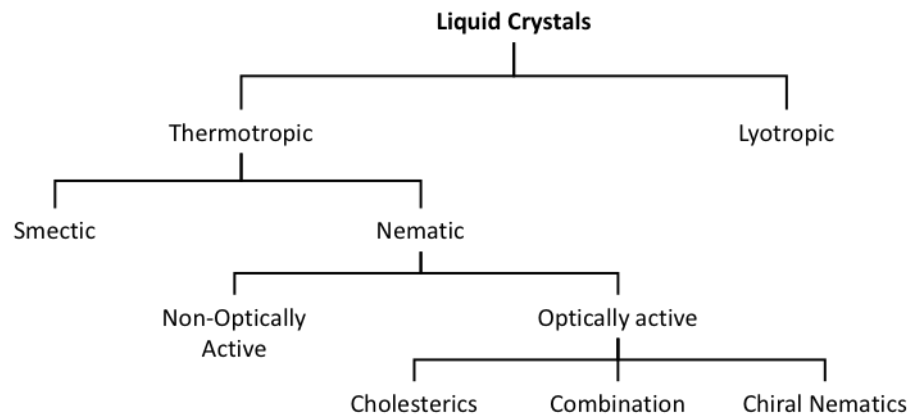 Liquid Crystals
Thermotropic
Lyotropic
Smectic
Nematic
Non-Optically
Active
Optically active
Cholesterics
Combination
Chiral Nematics